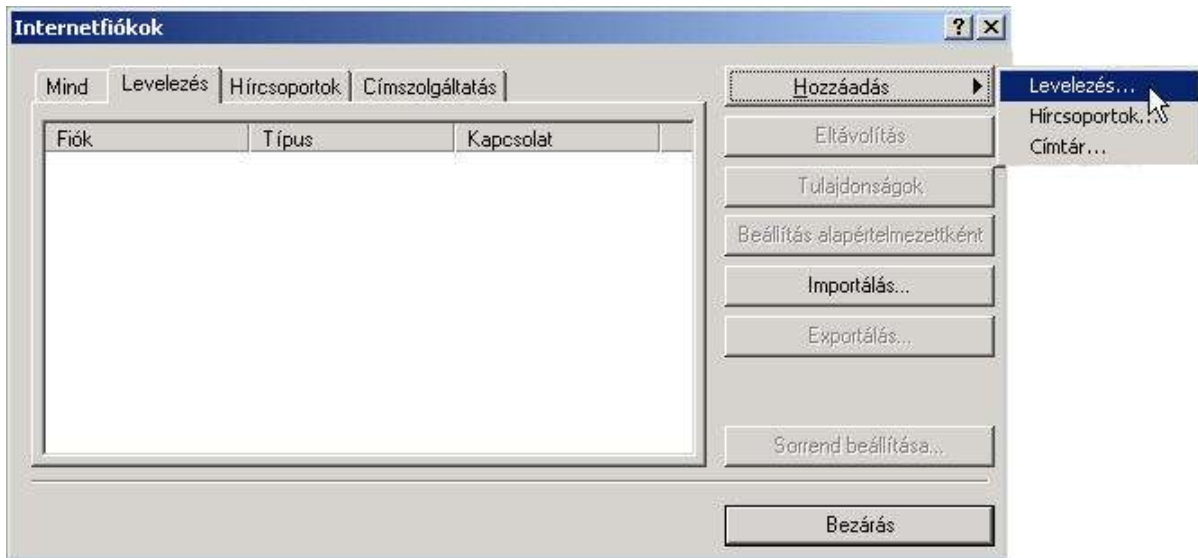 Internetfiókok
Mind Levelezés Hírcsoportok Címszolgáltatás
Fiók Típus Kapcsolat
Hozzáadás
Eltávolítás
Tulajdonságok
Beállítás alapértelmezettként
Importálás...
Exportálás...
Sorrend beállítása...
Bezárás
Levelezés...
Hírcsoportok...
Címtár...